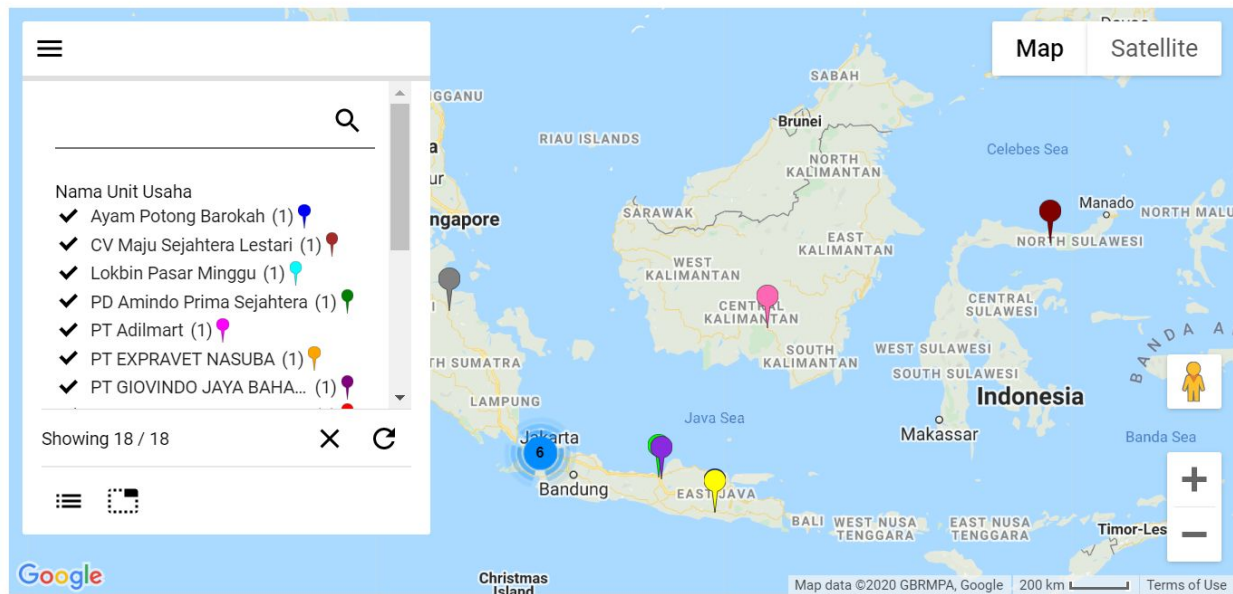 Map
Satellite
Nama Unit Usaha
Ayam Potong Barokah (1)
CV Maju Sejahtera Lestari (1)
Lokbin Pasar Minggu (1)
PD Amindo Prima Sejahtera (1)
PT Adilmart (1)
PT EXPRAVET NASUBA (1)
PT GIOVINDO JAYA BAHA... (1)
Showing 18 / 18
GGANU
SABAH
Brunei
RIAU ISLANDS
NORTH
KALIMANTAN
Celebes Sea
Manado
NORTH MALU
ngapore
SARAWAK
NORTH SULAWESI
EAST
KALIMANTAN
WEST
KALIMANTAN
CENTRAL
KALIMANTAN
CENTRAL
SULAWESI
BANDA A
TH SUMATRA
SOUTH
KALIMANTAN
WEST SULAWESI
SOUTH SULAWESI
LAMPUNG
Indonesia
Java Sea
Jakarta
6
Makassar
Banda Sea
Bandung
EAST JAVA
BALI
WEST NUSA
TENGGARA
EAST NUSA
TENGGARA
Timor-Les
Google
Christmas
Island
Map data ©2020 GBRMPA, Google
200 km
Terms of Use